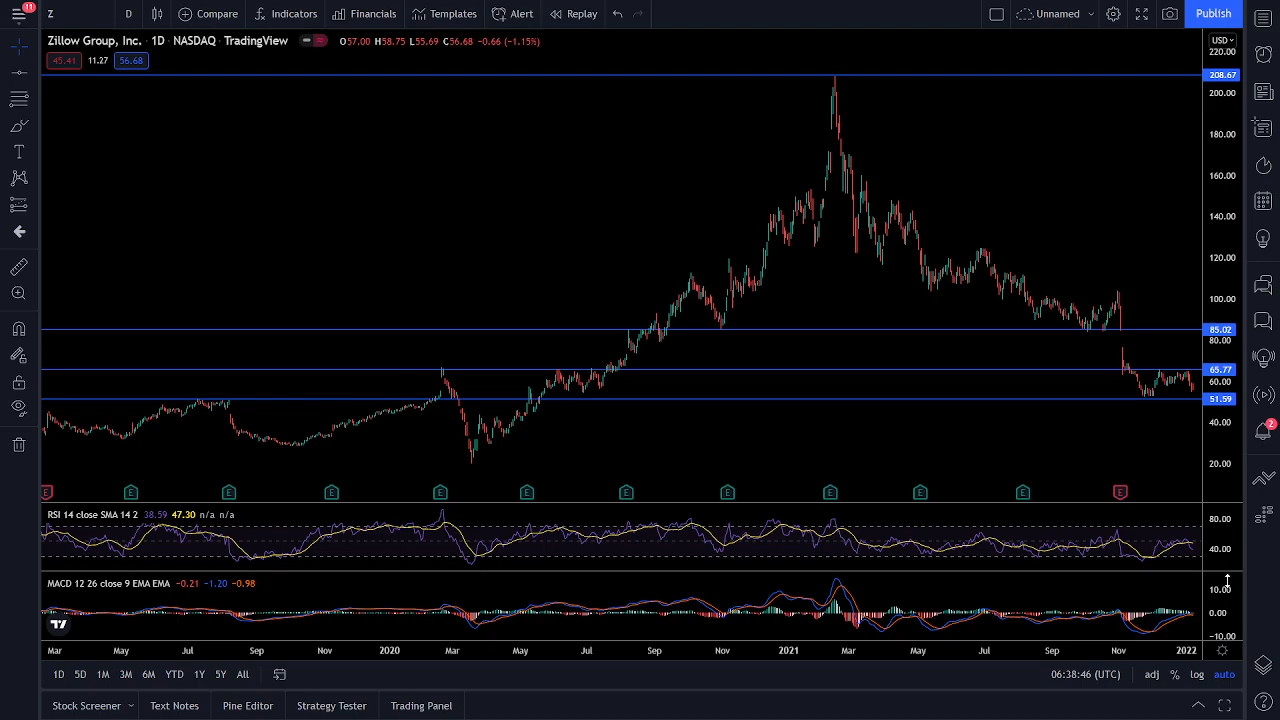 11 Z D Compare Indicators Financials Templates Alert Replay Unnamed Publish
Zillow Group, Inc. · 1D · NASDAQ · TradingView O57.00 H58.75 L55.69 C56.68 -0.66 (-1.15%) USD
45.41 11.27 56.68
220.00
208.67
200.00
180.00
160.00
140.00
120.00
100.00
85.02
80.00
65.77
60.00
51.59
40.00
20.00
E E E E E E E E E E E E
RSI 14 close SMA 14 2 38.59 47.30 n/a n/a 80.00
40.00
MACD 12 26 close 9 EMA EMA -0.21 -1.20 -0.98 10.00
0.00
-10.00
Mar May Jul Sep Nov 2020 Mar May Jul Sep Nov 2021 Mar May Jul Sep Nov 2022
1D 5D 1M 3M 6M YTD 1Y 5Y All 06:38:46 (UTC) adj % log auto
Stock Screener Text Notes Pine Editor Strategy Tester Trading Panel
2